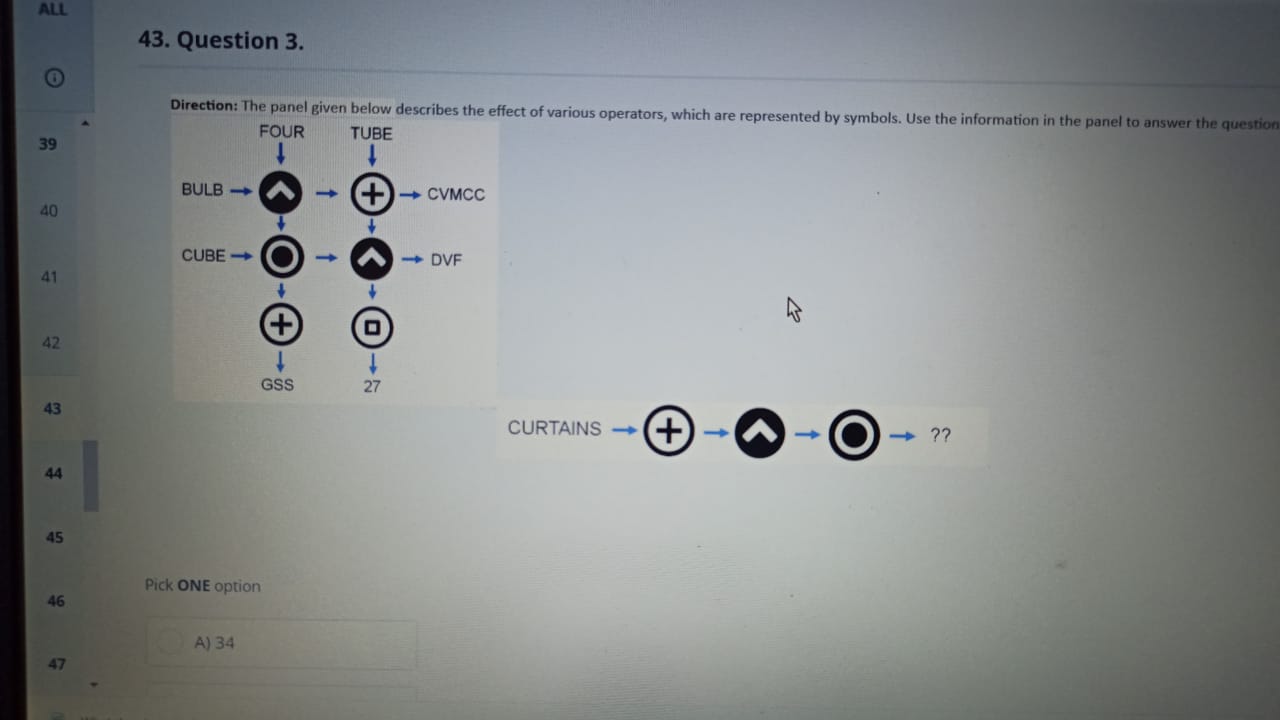 ALL
43. Question 3.
Direction: The panel given below describes the effect of various operators, which are represented by symbols. Use the information in the panel to answer the question
FOUR TUBE
39
BULB CVMCC
40
CUBE DVF
41
42
GSS 27
43
CURTAINS ??
44
45
Pick ONE option
46
A) 34
47